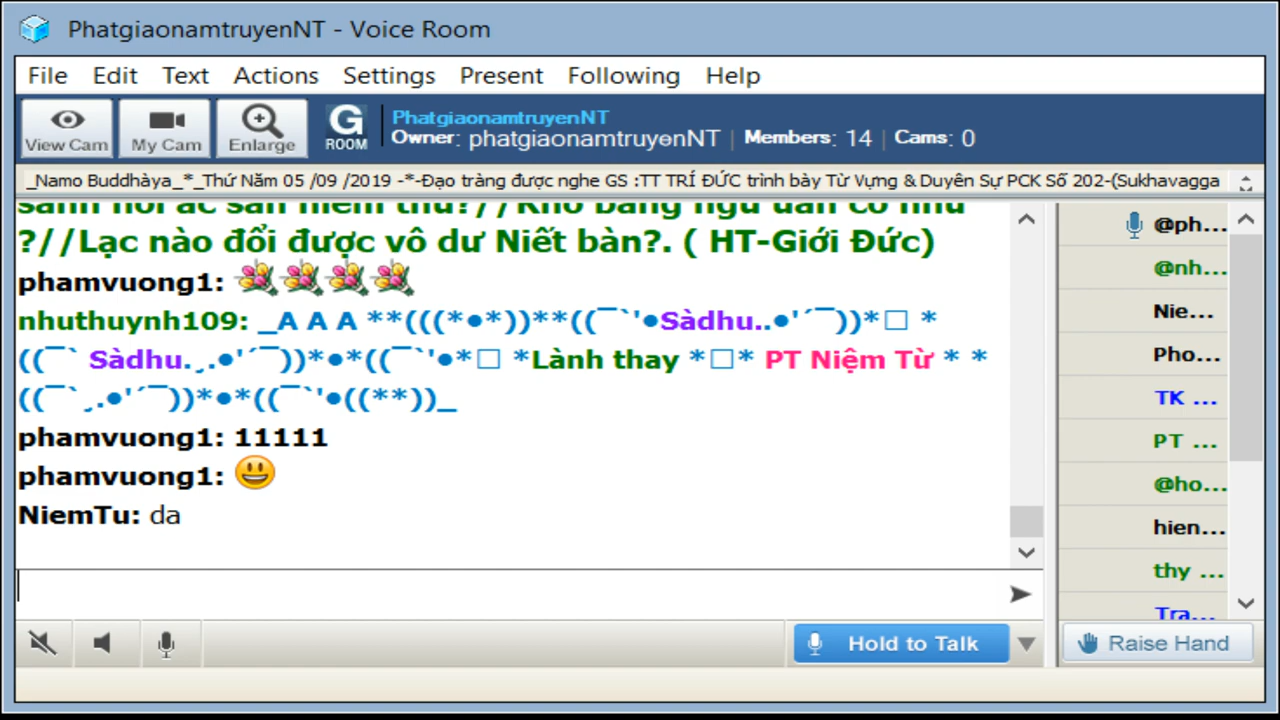 PhatgiaonamtruyenNT - Voice Room
File Edit Text Actions Settings Present Following Help
View Cam
My Cam
Enlarge
G ROOM
PhatgiaonamtruyenNT
Owner: phatgiaonamtruyenNT | Members: 14 | Cams: 0
_Namo Buddhàya_*_Thứ Năm 05 /09 /2019 -*-Đạo tràng được nghe GS :TT TRÍ ĐỨC trình bày Từ Vựng & Duyên Sự PCK Số 202-(Sukhavagga
?//Lạc nào đổi được vô dư Niết bàn?. ( HT-Giới Đức)
phamvuong1:
nhuthuynh109: _A A A **(((*●*))**((¯`'●Sàdhu..●'´¯))*□ *
((¯` Sàdhu.¸.●'´¯))*●*((¯`'●*□ *Lành thay *□* PT Niệm Từ * *
((¯`¸.●'´¯))*●*((¯`'●((**))_
phamvuong1: 11111
phamvuong1: 😃
NiemTu: da
@ph...
@nh...
Nie...
Pho...
TK ...
PT ...
@ho...
hien...
thy ...
Tra...
Hold to Talk
Raise Hand